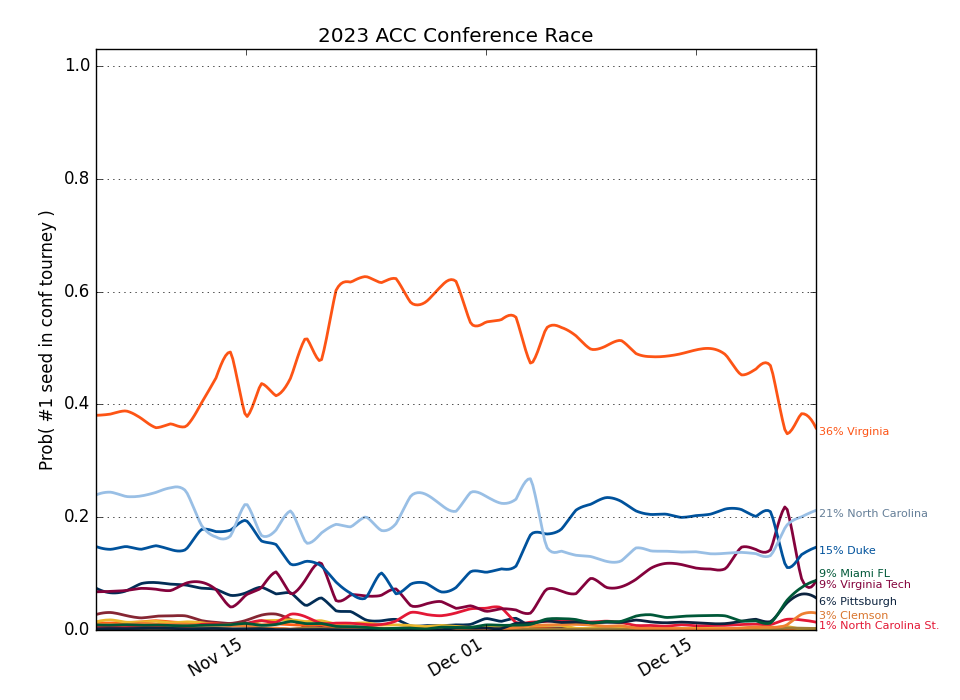 2023 ACC Conference Race
Prob( #1 seed in conf tourney )
1.0
0.8
0.6
0.4
0.2
0.0
Nov 15
Dec 01
Dec 15
36% Virginia
21% North Carolina
15% Duke
9% Miami FL
9% Virginia Tech
6% Pittsburgh
3% Clemson
1% North Carolina St.